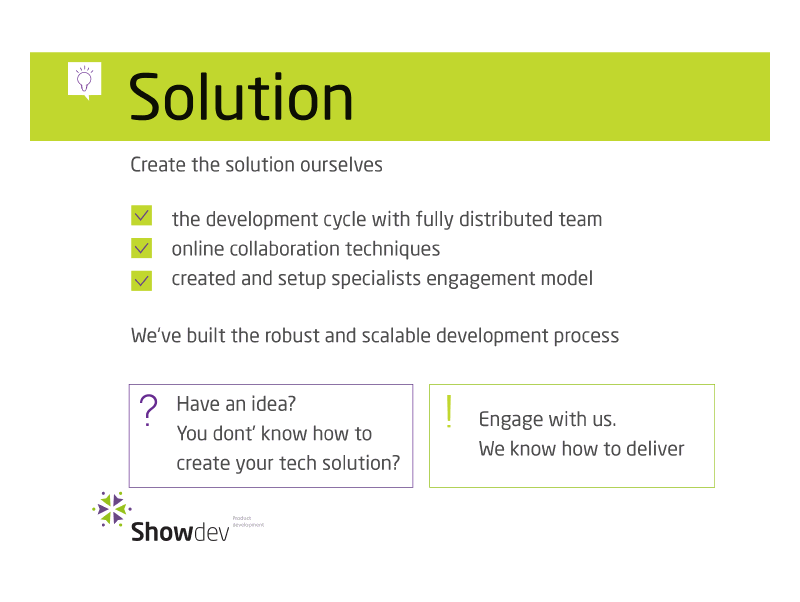 Solution
Create the solution ourselves
the development cycle with fully distributed team
online collaboration techniques
created and setup specialists engagement model
We've built the robust and scalable development process
? Have an idea?
You dont' know how to
create your tech solution?
! Engage with us.
We know how to deliver
Showdev
Product
development